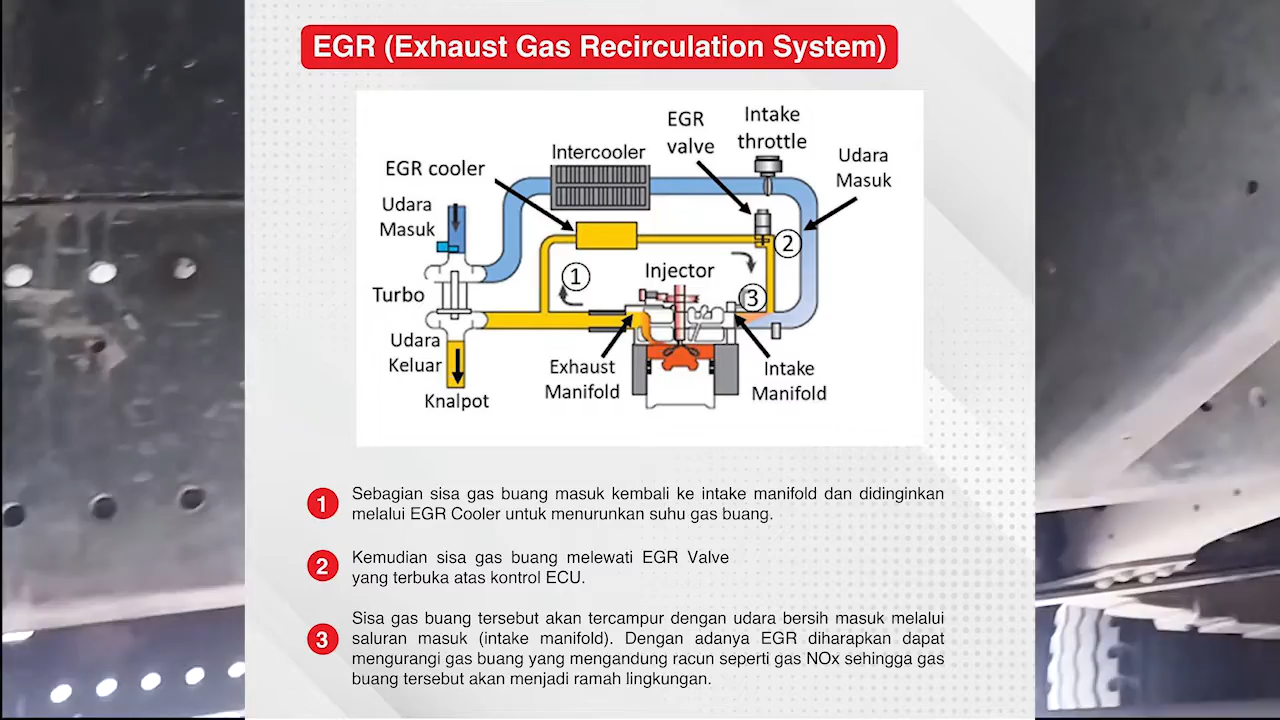 EGR (Exhaust Gas Recirculation System)
EGR
valve
Intake
throttle
Intercooler
Udara
Masuk
EGR cooler
Udara
Masuk
2
1
Injector
3
Turbo
Udara
Keluar
Exhaust
Manifold
Intake
Manifold
Knalpot
1 Sebagian sisa gas buang masuk kembali ke intake manifold dan didinginkan
melalui EGR Cooler untuk menurunkan suhu gas buang.
2 Kemudian sisa gas buang melewati EGR Valve
yang terbuka atas kontrol ECU.
Sisa gas buang tersebut akan tercampur dengan udara bersih masuk melalui
3 saluran masuk (intake manifold). Dengan adanya EGR diharapkan dapat
mengurangi gas buang yang mengandung racun seperti gas NOx sehingga gas
buang tersebut akan menjadi ramah lingkungan.